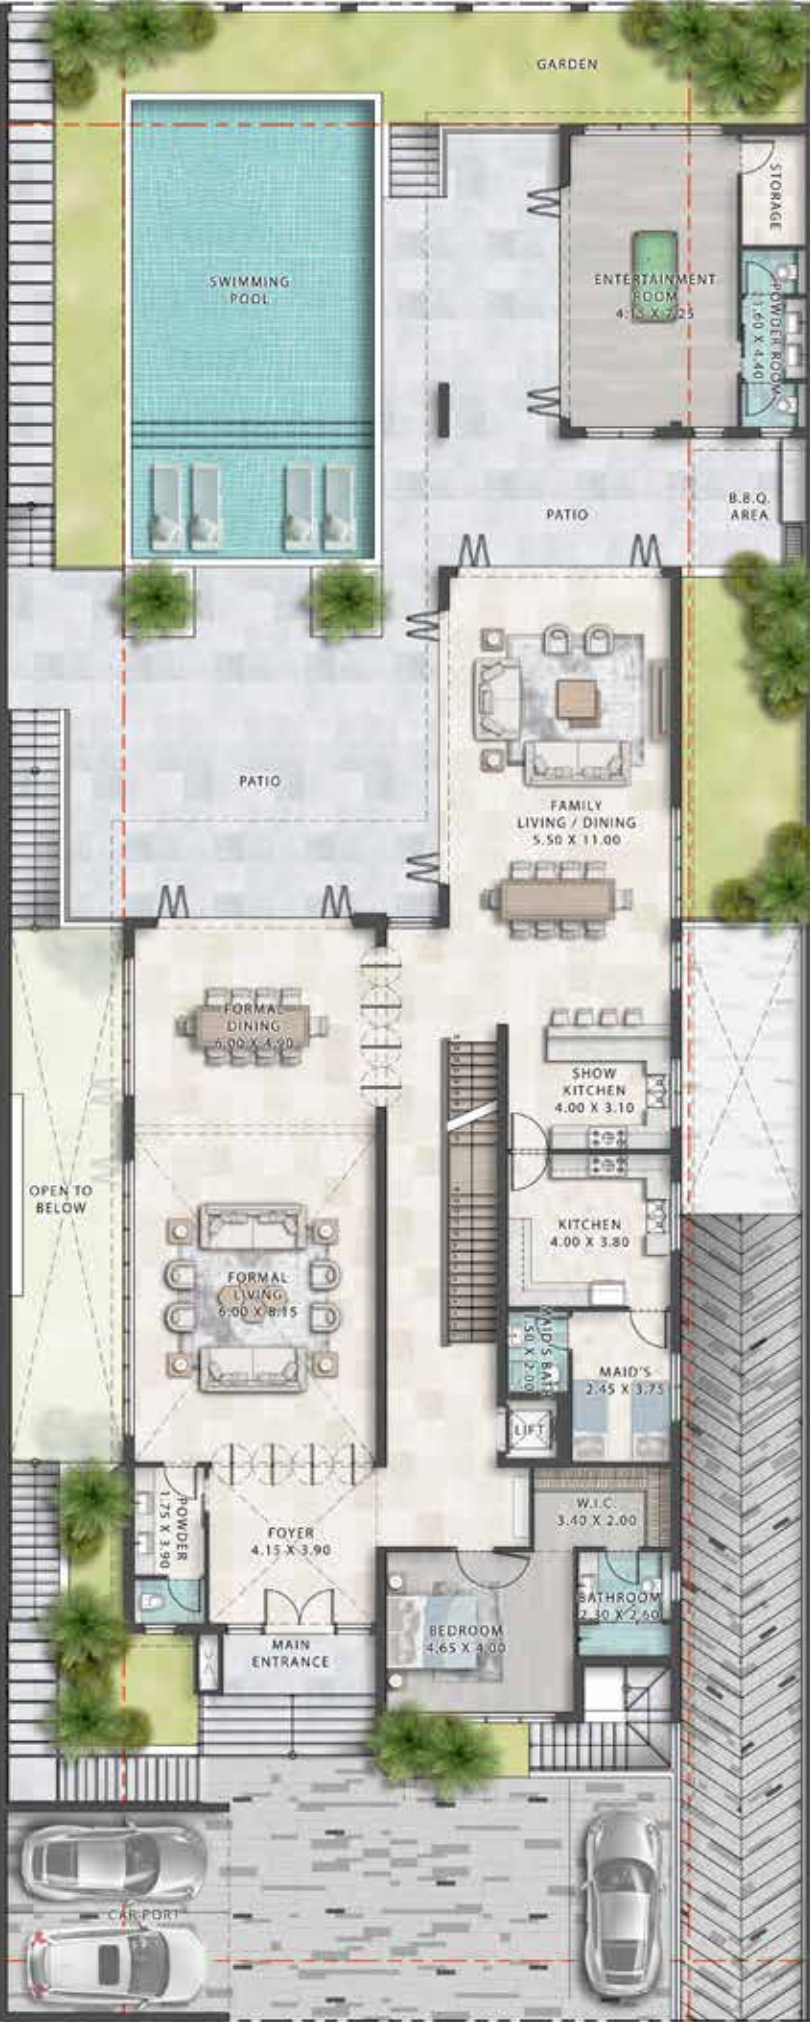 GARDEN
STORAGE
SWIMMING
POOL
ENTERTAINMENT
ROOM
X 7.25
POWDER ROOM
1.60 X 4.40
B.B.Q.
AREA
PATIO
PATIO
FAMILY
LIVING / DINING
5.50 X 11.00
FORMAL
DINING
6.00 X 4.90
SHOW
KITCHEN
4.00 X 3.10
OPEN TO
BELOW
KITCHEN
4.00 X 3.80
FORMAL
LIVING
6.00 X 8.15
MAID'S BATH
1.50 X 2.00
MAID'S
2.45 X 3.75
LIFT
POWDER
1.75 X 3.90
FOYER
4.15 X 3.90
W.I.C.
3.40 X 2.00
BATHROOM
2.30 X 2.60
BEDROOM
4.65 X 4.00
MAIN
ENTRANCE
CAR PORT